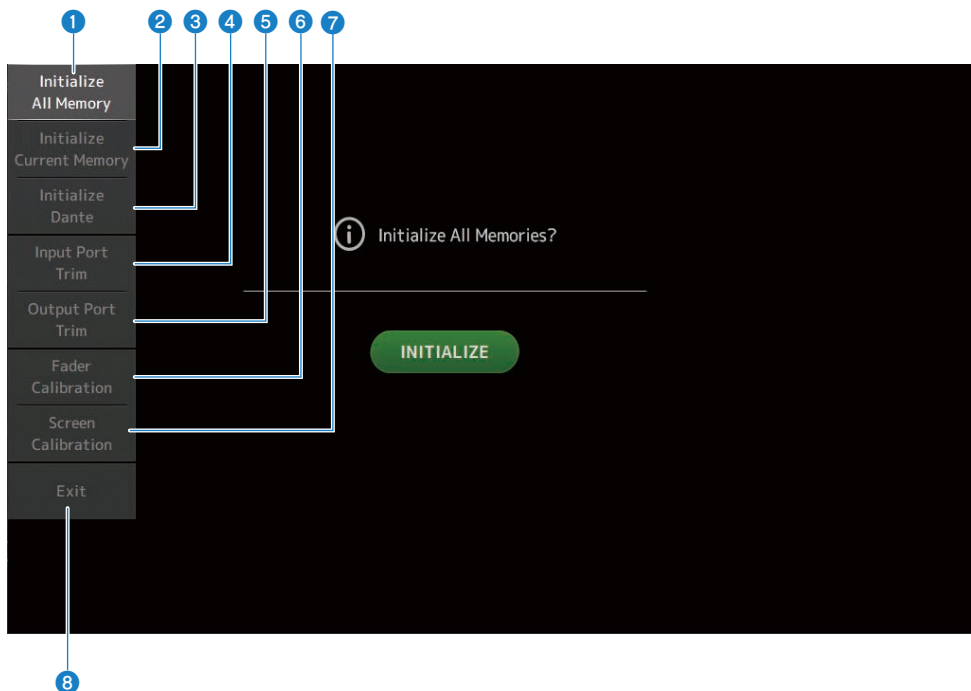 1 2 3 4 5 6 7
Initialize
All Memory
Initialize
Current Memory
Initialize
Dante
Input Port
Trim
Output Port
Trim
Fader
Calibration
Screen
Calibration
Exit
Initialize All Memories?
INITIALIZE
8